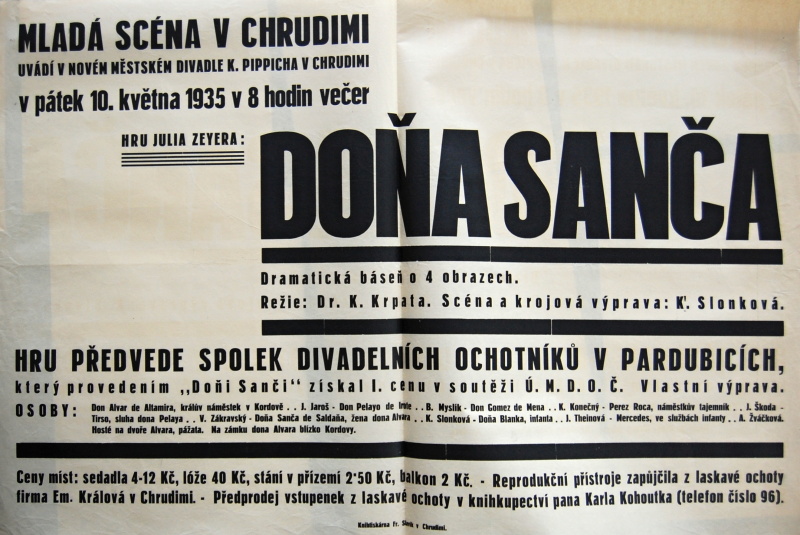 MLADÁ SCÉNA V CHRUDIMI
UVÁDÍ V NOVÉM MĚSTSKÉM DIVADLE K. PIPPICHA V CHRUDIMI
v pátek 10. května 1935 v 8 hodin večer
HRU JULIA ZEYERA:
DOŇA SANČA
Dramatická báseň o 4 obrazech.
Režie: Dr. K. Krpata. Scéna a krojová výprava: K. Slonková.
HRU PŘEDVEDE SPOLEK DIVADELNÍCH OCHOTNÍKŮ V PARDUBICÍCH,
který provedením „Doňi Sanči" získal I. cenu v soutěži Ú. M. D. O. Č. Vlastní výprava.
OSOBY: Don Alvar de Altamira, králův náměstek v Kordově . . J. Jaroš - Don Pelayo de . . B. Myslik - Don Gomez de Mena . . K. Konečný - Perez Roca, náměstkův tajemník . . J. Škoda -
Tirso, sluha dona Pelaya . . V. Zákravský - Doňa Sanča de Saldaña, žena dona Alvara . . K. Slonková - Doňa Blanka, infanta . . J. Theinová - Mercedes, ve službách infanty . . A. Žváčková.
Hosté na dvoře Alvara, pážata. Na zámku dona Alvara blízko Kordovy.
Ceny míst: sedadla 4-12 Kč, lóže 40 Kč, stání v přízemí 2·50 Kč, balkon 2 Kč. - Reprodukční přístroje zapůjčila z laskavé ochoty
firma Em. Králová v Chrudimi. - Předprodej vstupenek z laskavé ochoty v knihkupectví pana Karla Kohoutka (telefon číslo 96).
Knihtiskárna Fr. Slavík v Chrudimi.